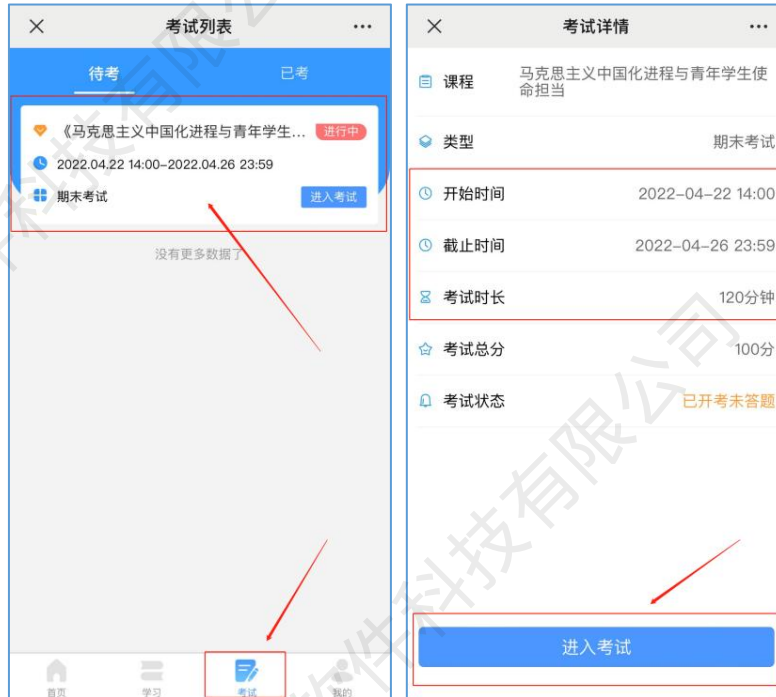 考试列表
待考
已考
《马克思主义中国化进程与青年学生...
进行中
2022.04.22 14:00-2022.04.26 23:59
期末考试
进入考试
没有更多数据了
首页
学习
考试
我的
考试详情
课程
马克思主义中国化进程与青年学生使
命担当
类型
期末考试
开始时间
2022-04-22 14:00
截止时间
2022-04-26 23:59
考试时长
120分钟
考试总分
100分
考试状态
已开考未答题
进入考试
件科技有限公司